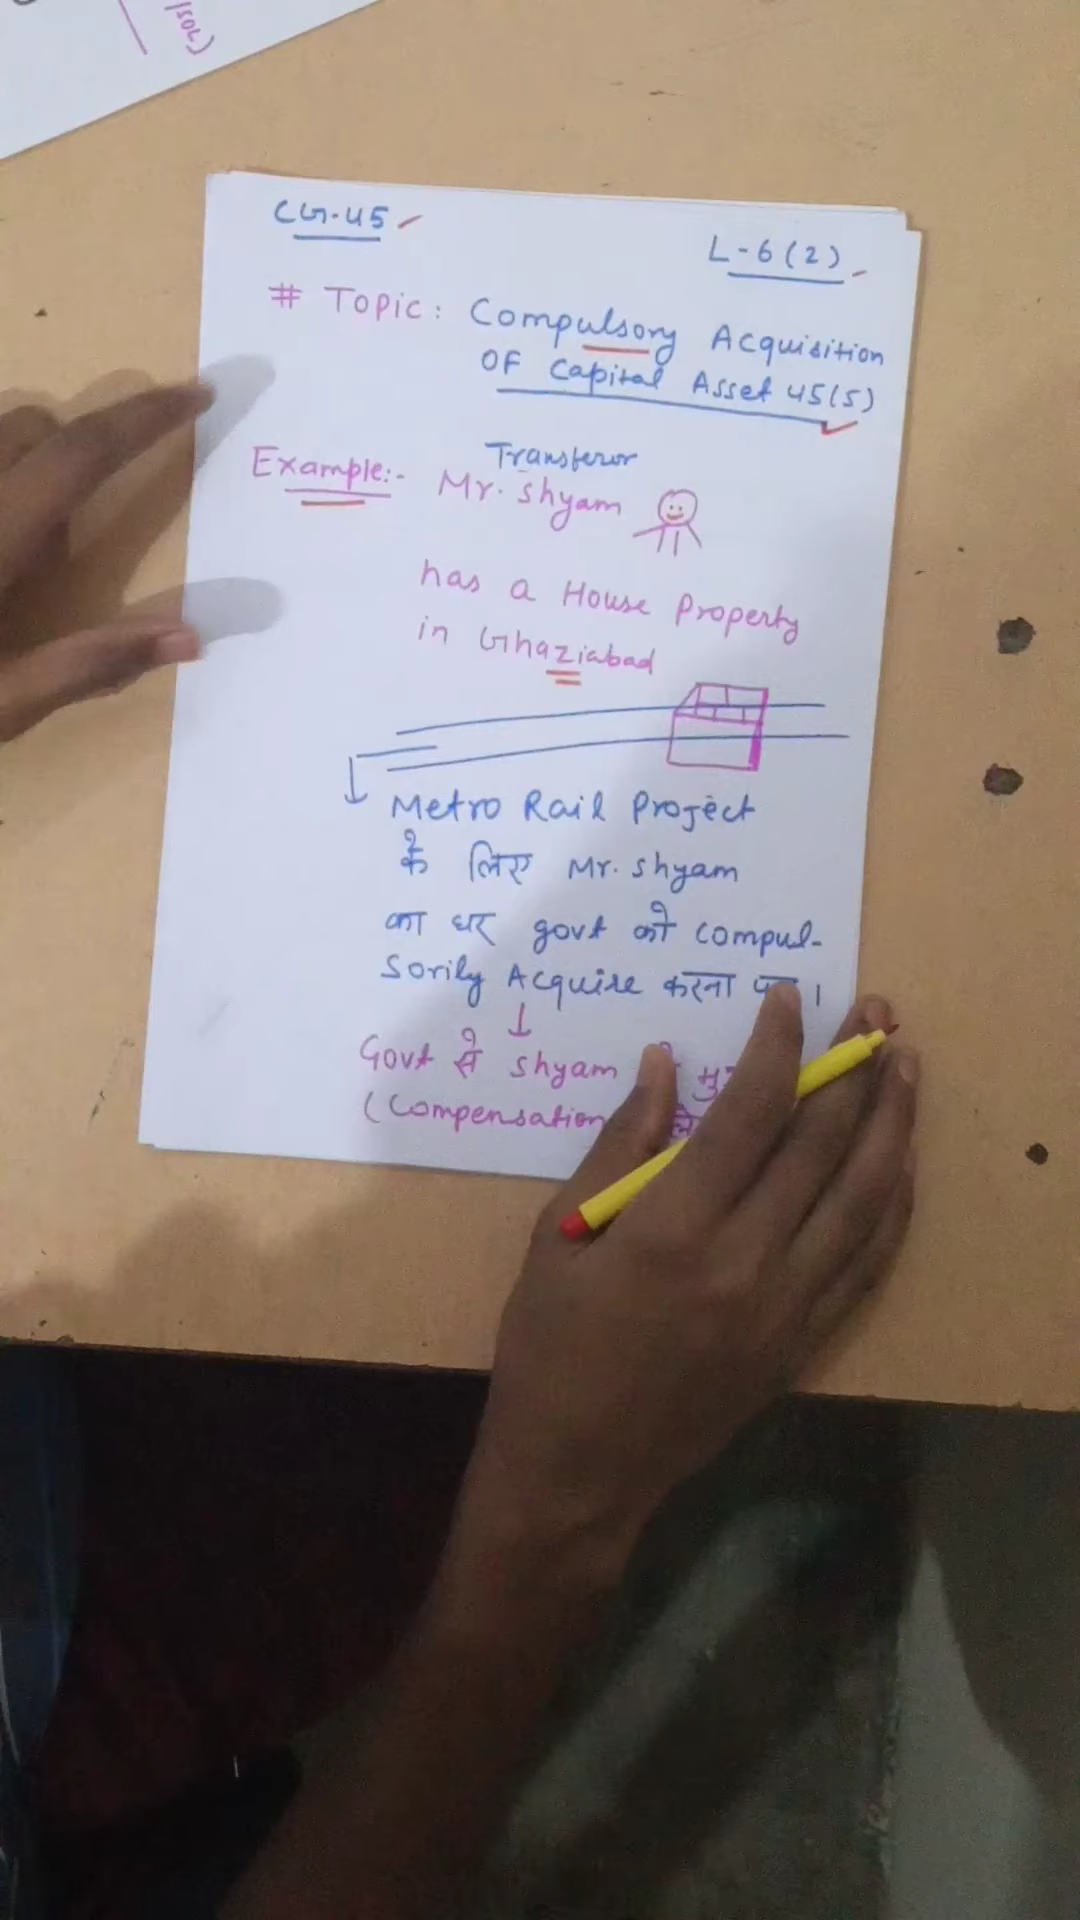 CG-45
L-6(2)
# Topic: Compulsory Acquisition
OF Capital Asset 45(5)
Transferor
Example:- Mr. Shyam
has a House Property
in Ghaziabad
Metro Rail Project
के लिए Mr. Shyam
का घर govt को compul-
sorily Acquire करना
Govt से Shyam
(Compensation